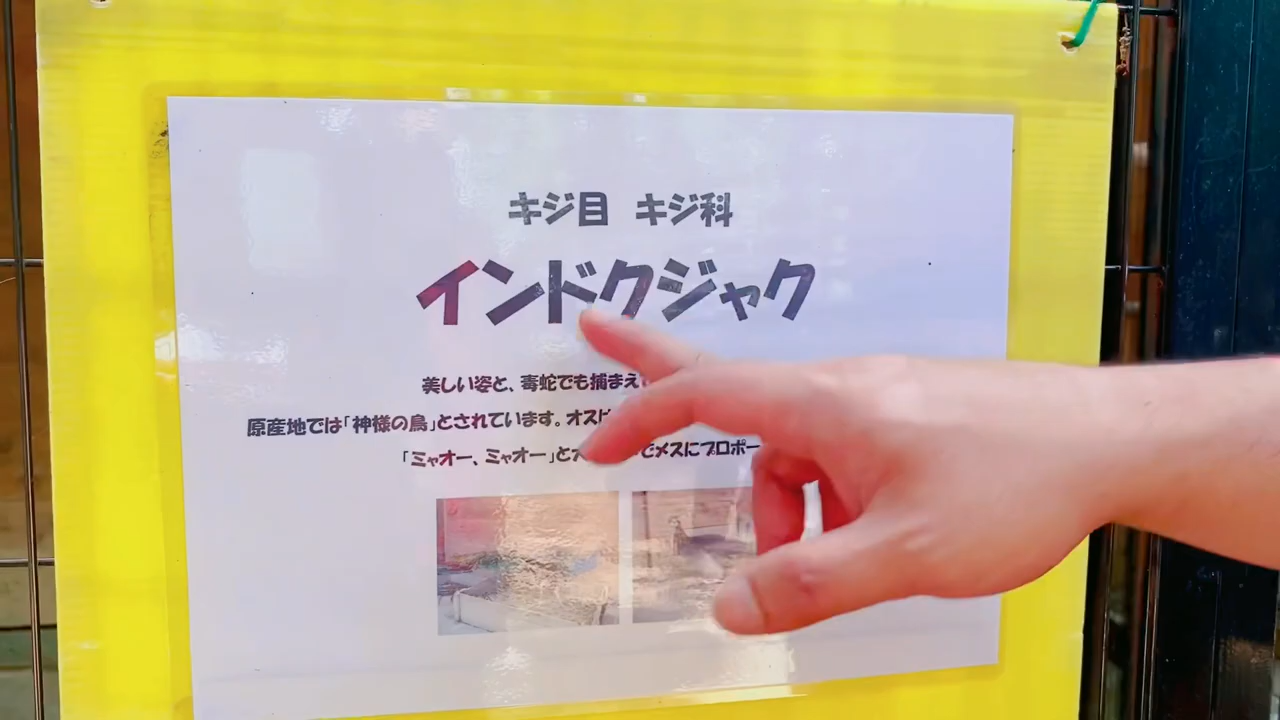 キジ目 キジ科
インドクジャク
美しい姿と、毒蛇でも捕まえ
原産地では「神様の鳥」とされています。オスは
「ミャオー、ミャオー」と
でメスにプロポー